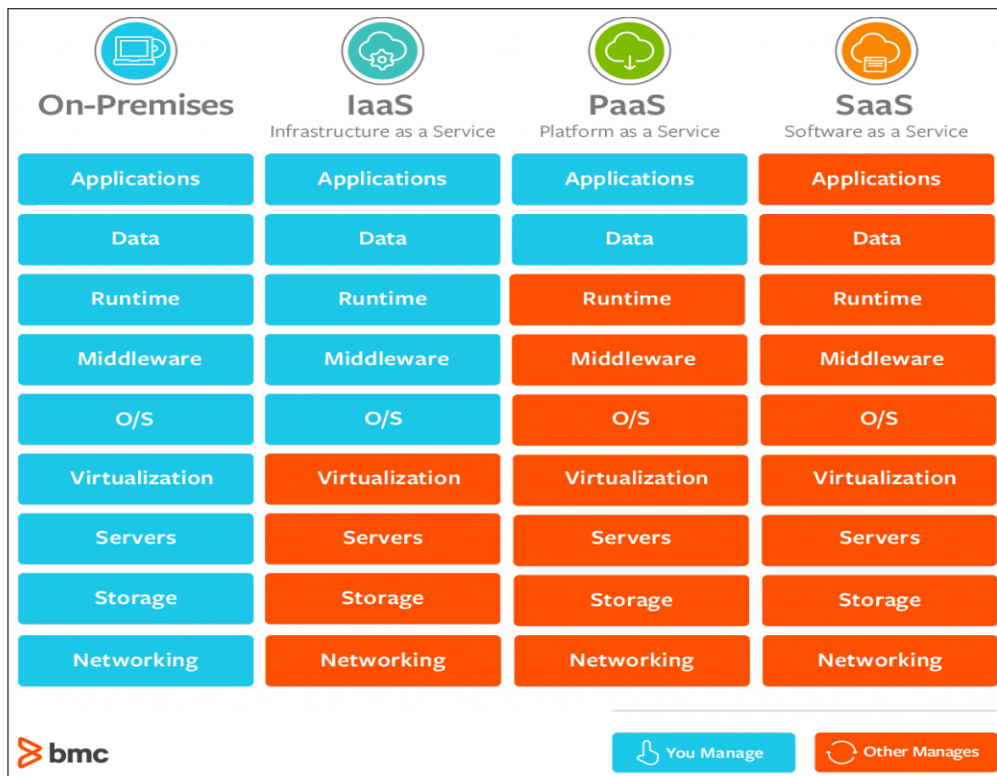 On-Premises
IaaS
PaaS
SaaS
Infrastructure as a Service
Platform as a Service
Software as a Service
Applications
Applications
Applications
Applications
Data
Data
Data
Data
Runtime
Runtime
Runtime
Runtime
Middleware
Middleware
Middleware
Middleware
O/S
O/S
O/S
O/S
Virtualization
Virtualization
Virtualization
Virtualization
Servers
Servers
Servers
Servers
Storage
Storage
Storage
Storage
Networking
Networking
Networking
Networking
bmc
You Manage
Other Manages